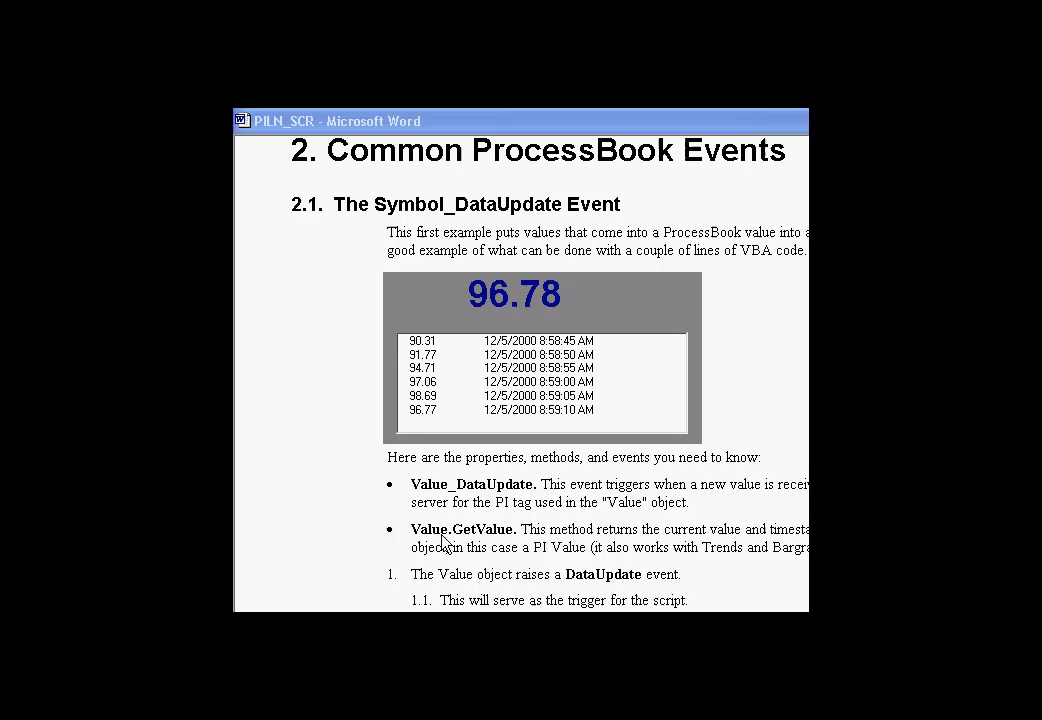 PILN_SCR - Microsoft Word
2. Common ProcessBook Events
2.1. The Symbol_DataUpdate Event
This first example puts values that come into a ProcessBook value into a
good example of what can be done with a couple of lines of VBA code.
96.78
90.31 12/5/2000 8:58:45 AM
91.77 12/5/2000 8:58:50 AM
94.71 12/5/2000 8:58:55 AM
97.06 12/5/2000 8:59:00 AM
98.69 12/5/2000 8:59:05 AM
96.77 12/5/2000 8:59:10 AM
Here are the properties, methods, and events you need to know:
• Value_DataUpdate. This event triggers when a new value is recei
server for the PI tag used in the "Value" object.
• Value.GetValue. This method returns the current value and timesta
object, in this case a PI Value (it also works with Trends and Bargra
1. The Value object raises a DataUpdate event.
1.1. This will serve as the trigger for the script.